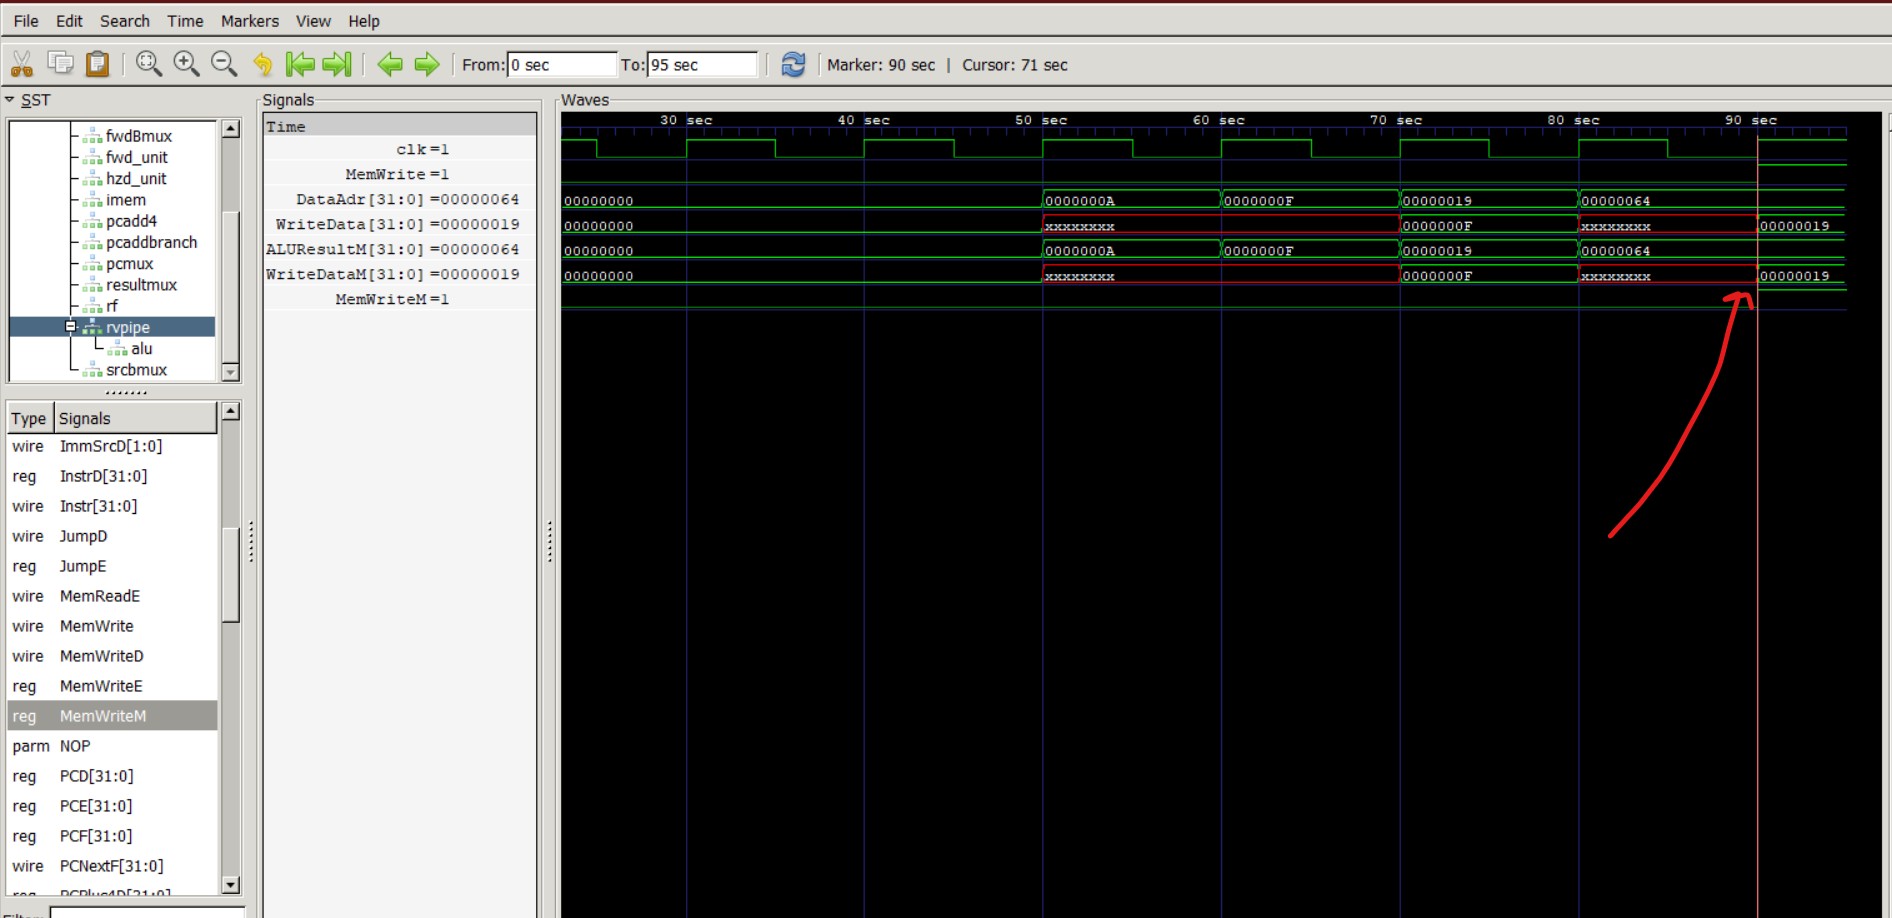 File Edit Search Time Markers View Help
From: 0 sec To: 95 sec Marker: 90 sec | Cursor: 71 sec
SST
fwdBmux
fwd_unit
hzd_unit
imem
pcadd4
pcaddbranch
pcmux
resultmux
rf
rvpipe
alu
srcbmux
Type Signals
wire ImmSrcD[1:0]
reg InstrD[31:0]
wire Instr[31:0]
wire JumpD
reg JumpE
wire MemReadE
wire MemWrite
wire MemWriteD
reg MemWriteE
reg MemWriteM
parm NOP
reg PCD[31:0]
reg PCE[31:0]
reg PCF[31:0]
wire PCNextF[31:0]
Signals
Time
clk=1
MemWrite=1
DataAdr[31:0]=00000064
WriteData[31:0]=00000019
ALUResultM[31:0]=00000064
WriteDataM[31:0]=00000019
MemWriteM=1
Waves
30 sec 40 sec 50 sec 60 sec 70 sec 80 sec 90 sec
00000000 0000000A 0000000F 00000019 00000064
00000000 xxxxxxxx 0000000F xxxxxxxx 00000019
00000000 0000000A 0000000F 00000019 00000064
00000000 xxxxxxxx 0000000F xxxxxxxx 00000019